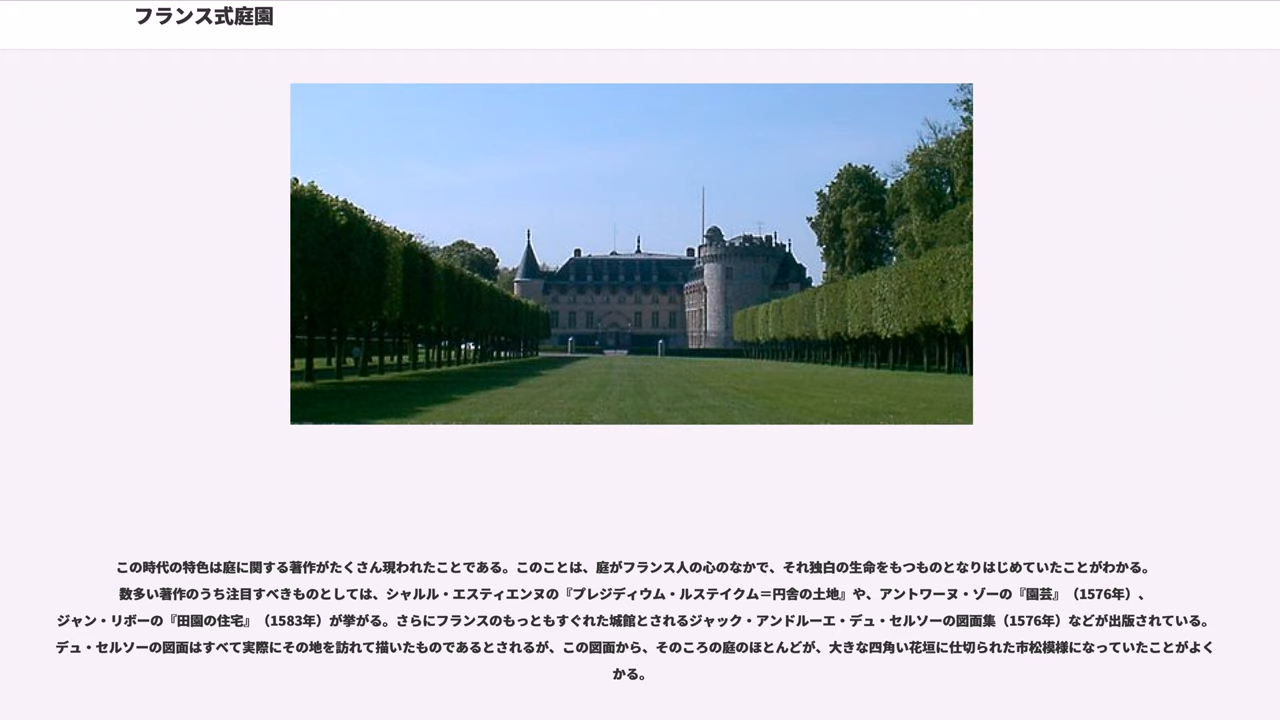 フランス式庭園
この時代の特色は庭に関する著作がたくさん現われたことである。このことは、庭がフランス人の心のなかで、それ独白の生命をもつものとなりはじめていたことがわかる。
数多い著作のうち注目すべきものとしては、シャルル・エスティエンヌの『プレジディウム・ルステイクム＝円舎の土地』や、アントワーヌ・ゾーの『園芸』（1576年）、
ジャン・リボーの『田園の住宅』（1583年）が挙がる。さらにフランスのもっともすぐれた城館とされるジャック・アンドルーエ・デュ・セルソーの図面集（1576年）などが出版されている。
デュ・セルソーの図面はすべて実際にその地を訪れて描いたものであるとされるが、この図面から、そのころの庭のほとんどが、大きな四角い花垣に仕切られた市松模様になっていたことがよく
かる。